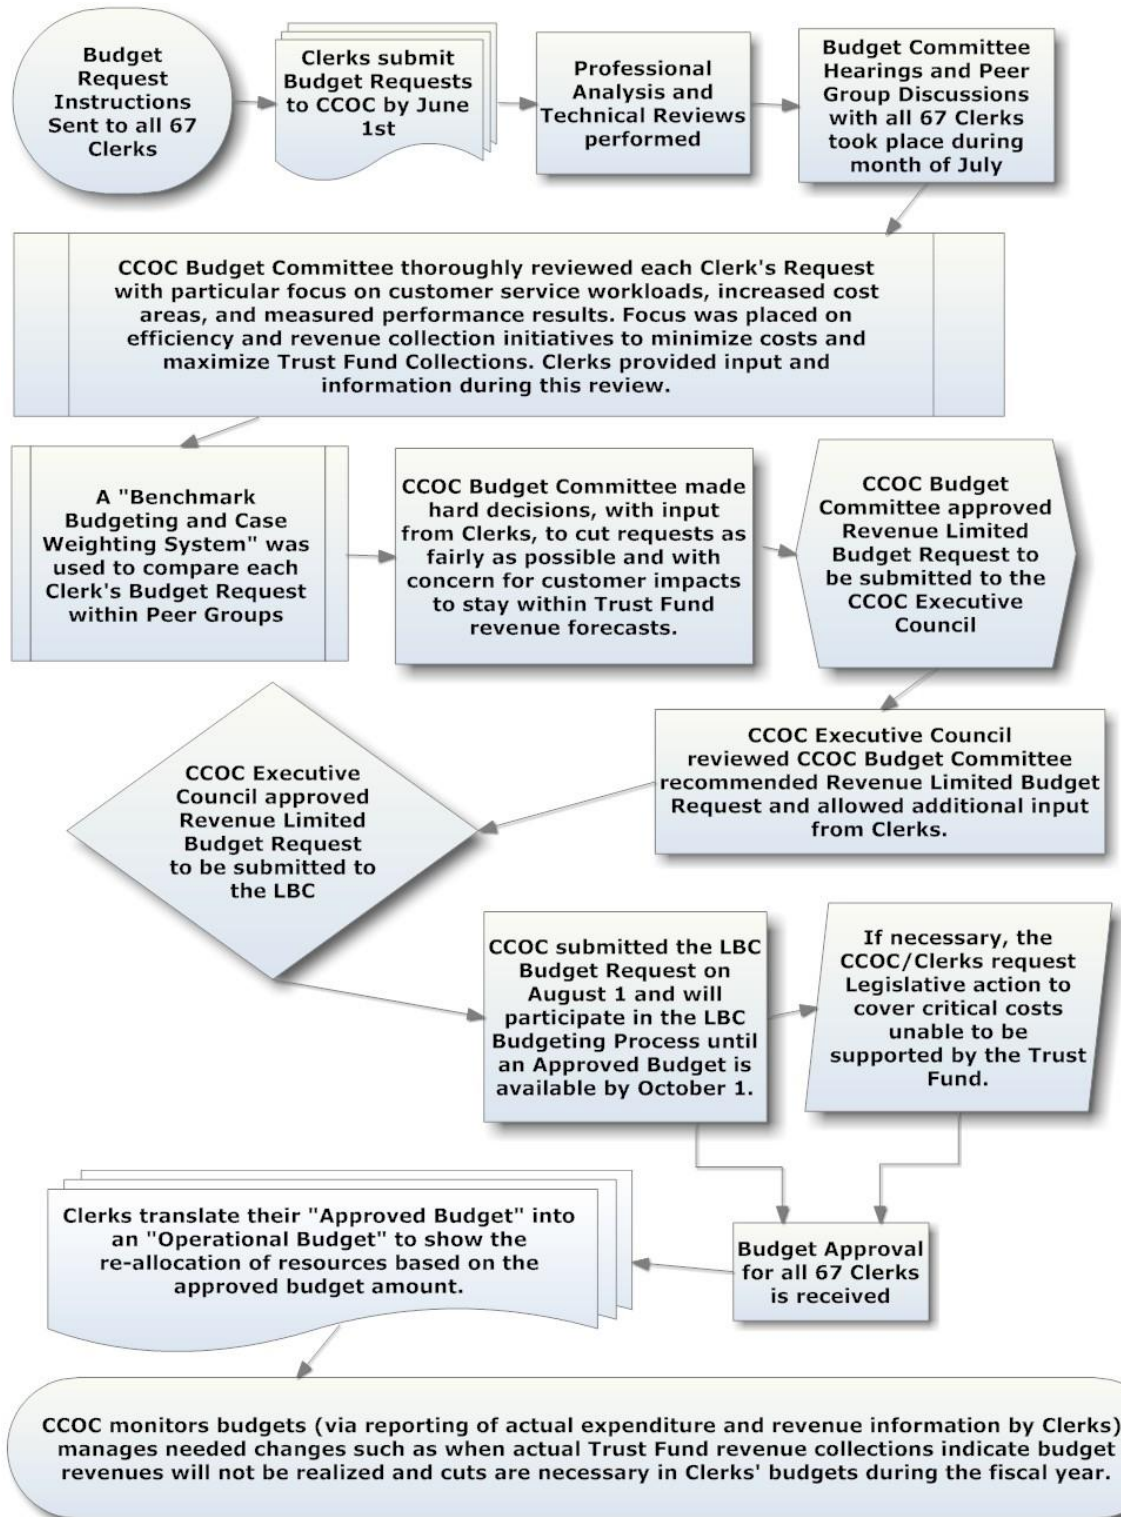 Budget
Request
Instructions
Sent to all 67
Clerks
Clerks submit
Budget Requests
to CCOC by June
1st
Professional
Analysis and
Technical Reviews
performed
Budget Committee
Hearings and Peer
Group Discussions
with all 67 Clerks
took place during
month of July
CCOC Budget Committee thoroughly reviewed each Clerk's Request
with particular focus on customer service workloads, increased cost
areas, and measured performance results. Focus was placed on
efficiency and revenue collection initiatives to minimize costs and
maximize Trust Fund Collections. Clerks provided input and
information during this review.
A "Benchmark
Budgeting and Case
Weighting System" was
used to compare each
Clerk's Budget Request
within Peer Groups
CCOC Budget Committee made
hard decisions, with input
from Clerks, to cut requests as
fairly as possible and with
concern for customer impacts
to stay within Trust Fund
revenue forecasts.
CCOC Budget
Committee approved
Revenue Limited
Budget Request to
be submitted to the
CCOC Executive
Council
CCOC Executive Council
reviewed CCOC Budget Committee
recommended Revenue Limited Budget
Request and allowed additional input
from Clerks.
CCOC Executive
Council approved
Revenue Limited
Budget Request
to be submitted to
the LBC
CCOC submitted the LBC
Budget Request on
August 1 and will
participate in the LBC
Budgeting Process until
an Approved Budget is
available by October 1.
If necessary, the
CCOC/Clerks request
Legislative action to
cover critical costs
unable to be
supported by the Trust
Fund.
Budget Approval
for all 67 Clerks
is received
Clerks translate their "Approved Budget" into
an "Operational Budget" to show the
re-allocation of resources based on the
approved budget amount.
CCOC monitors budgets (via reporting of actual expenditure and revenue information by Clerks)
manages needed changes such as when actual Trust Fund revenue collections indicate budget
revenues will not be realized and cuts are necessary in Clerks' budgets during the fiscal year.